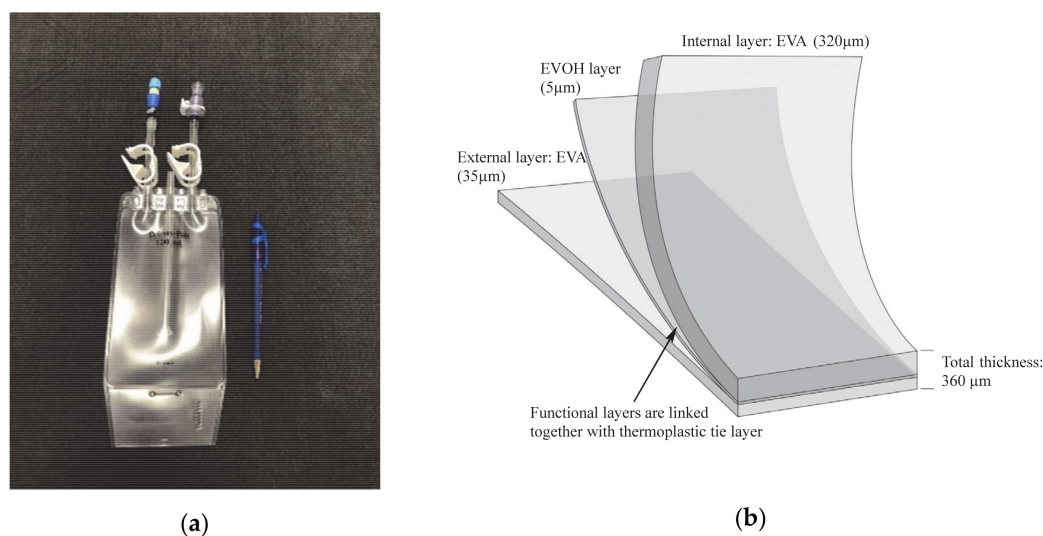 Internal layer: EVA (320μm)
EVOH layer
(5μm)
External layer: EVA
(35μm)
Total thickness:
360 μm
Functional layers are linked
together with thermoplastic tie layer
(a)
(b)